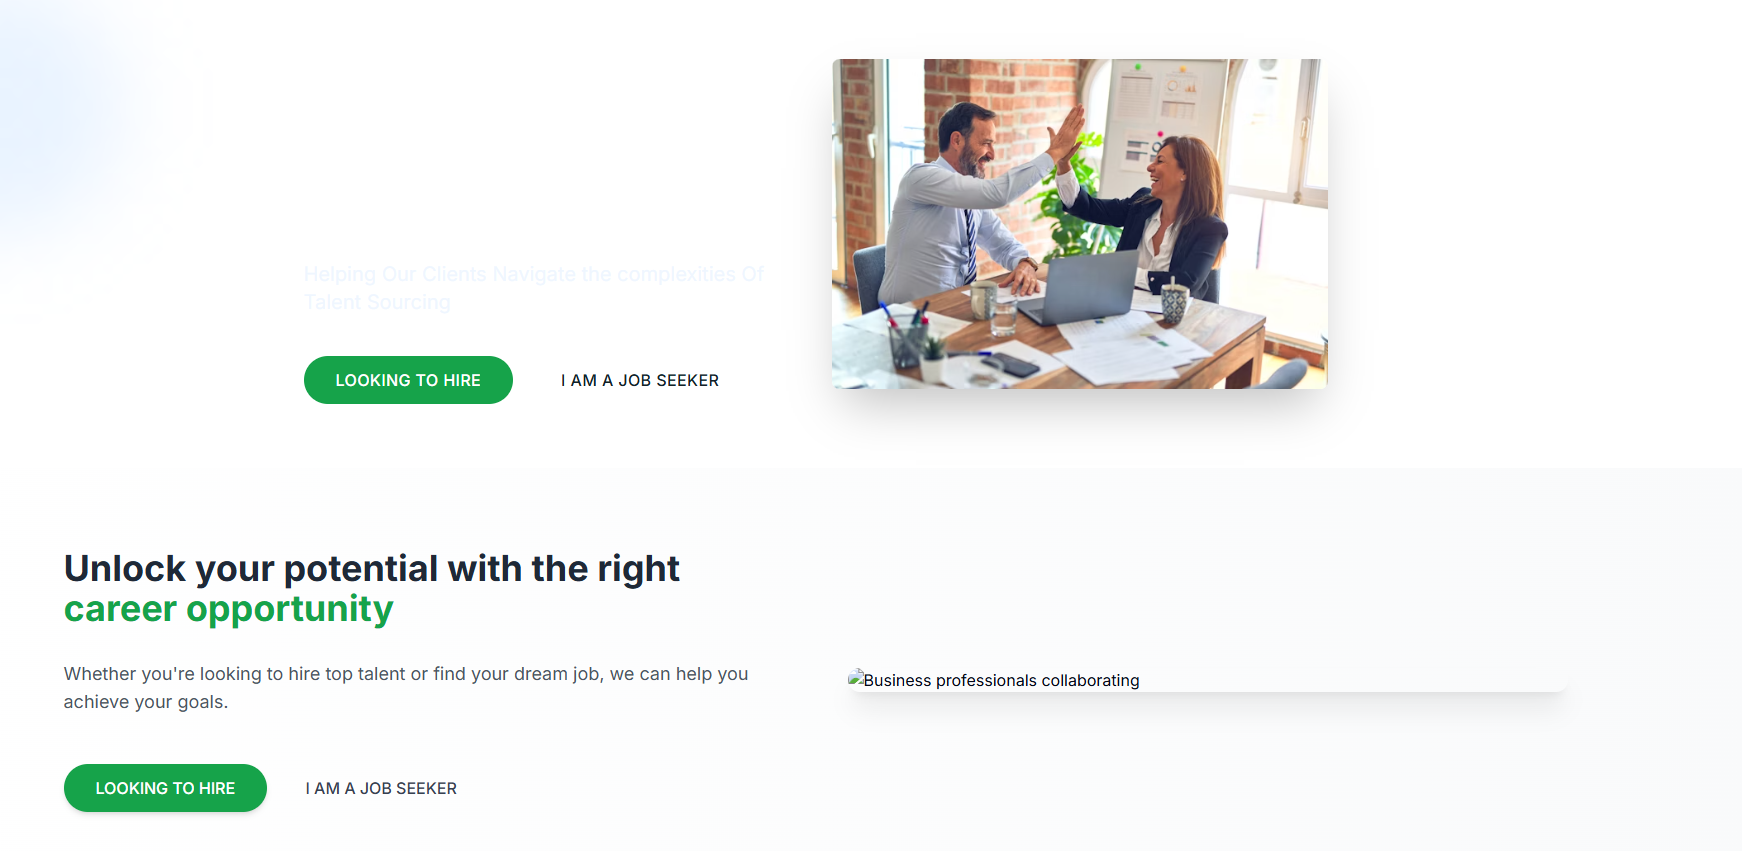 Helping Our Clients Navigate the complexities Of
Talent Sourcing
LOOKING TO HIRE
I AM A JOB SEEKER
Unlock your potential with the right
career opportunity
Whether you're looking to hire top talent or find your dream job, we can help you
achieve your goals.
Business professionals collaborating
LOOKING TO HIRE
I AM A JOB SEEKER